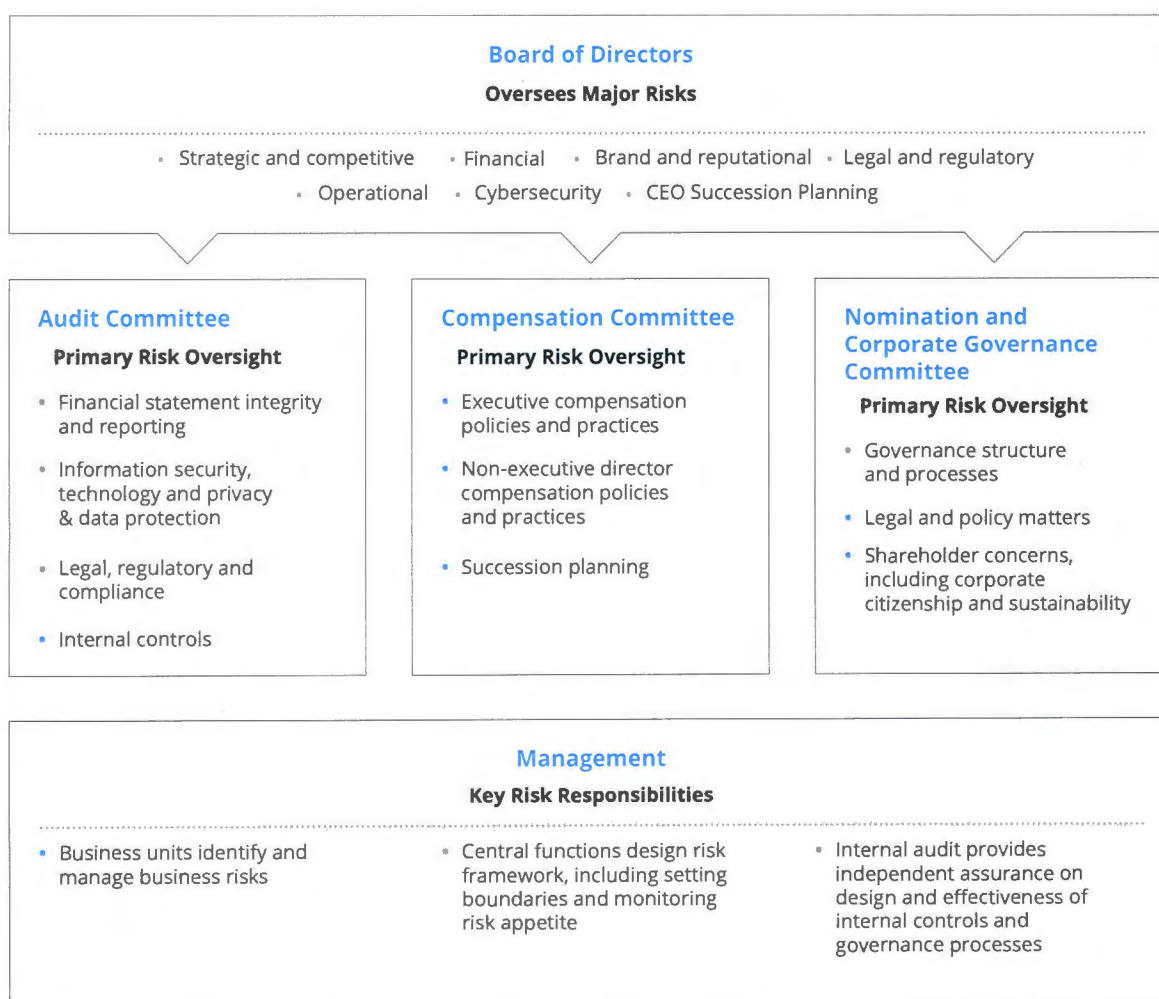 Board of Directors
Oversees Major Risks
• Strategic and competitive • Financial • Brand and reputational • Legal and regulatory
• Operational • Cybersecurity • CEO Succession Planning
Audit Committee
Primary Risk Oversight
• Financial statement integrity
and reporting
• Information security,
technology and privacy
& data protection
• Legal, regulatory and
compliance
• Internal controls
Compensation Committee
Primary Risk Oversight
• Executive compensation
policies and practices
• Non-executive director
compensation policies
and practices
• Succession planning
Nomination and
Corporate Governance
Committee
Primary Risk Oversight
• Governance structure
and processes
• Legal and policy matters
• Shareholder concerns,
including corporate
citizenship and sustainability
Management
Key Risk Responsibilities
• Business units identify and
manage business risks
• Central functions design risk
framework, including setting
boundaries and monitoring
risk appetite
• Internal audit provides
independent assurance on
design and effectiveness of
internal controls and
governance processes